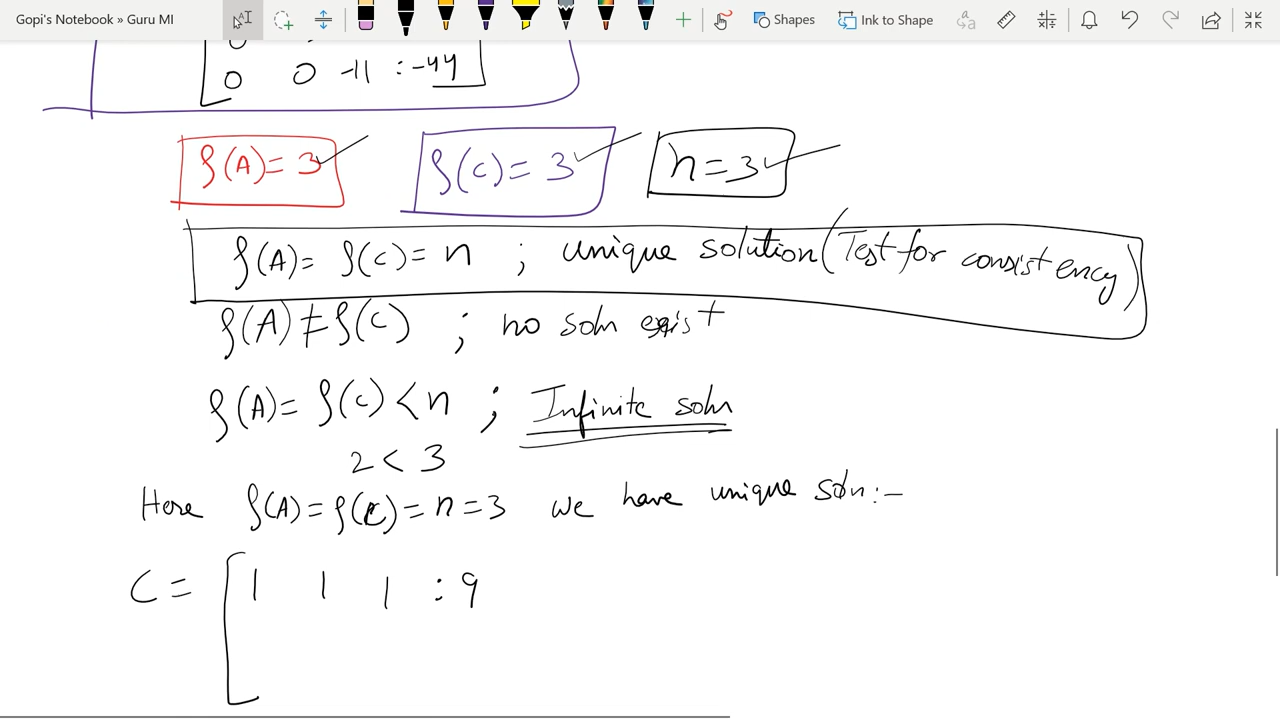 Gopi's Notebook » Guru MI
Shapes
Ink to Shape
0 0 -11 : -44
ρ(A) = 3 ρ(C) = 3 n = 3
ρ(A) = ρ(C) = n ; unique solution (Test for consistency)
ρ(A) ≠ ρ(C) ; no soln exist
ρ(A) = ρ(C) < n ; Infinite soln
2 < 3
Here ρ(A) = ρ(C) = n = 3 we have unique soln :-
C = [ 1 1 1 : 9